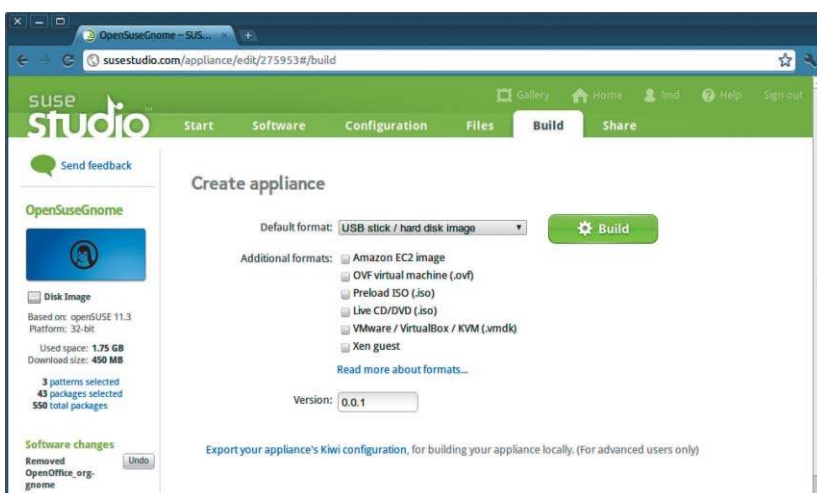 OpenSuseGnome – SUS...
susestudio.com/appliance/edit/275953#/build
suse
studio
Gallery
Home
lmd
Help
Sign out
Start
Software
Configuration
Files
Build
Share
Send feedback
OpenSuseGnome
Disk Image
Based on: openSUSE 11.3
Platform: 32-bit
Used space: 1.75 GB
Download size: 450 MB
3 patterns selected
43 packages selected
550 total packages
Software changes
Removed
OpenOffice_org-
gnome
Undo
Create appliance
Default format: USB stick / hard disk image
Build
Additional formats:
Amazon EC2 image
OVF virtual machine (.ovf)
Preload ISO (.iso)
Live CD/DVD (.iso)
VMware / VirtualBox / KVM (.vmdk)
Xen guest
Read more about formats...
Version: 0.0.1
Export your appliance's Kiwi configuration, for building your appliance locally. (For advanced users only)